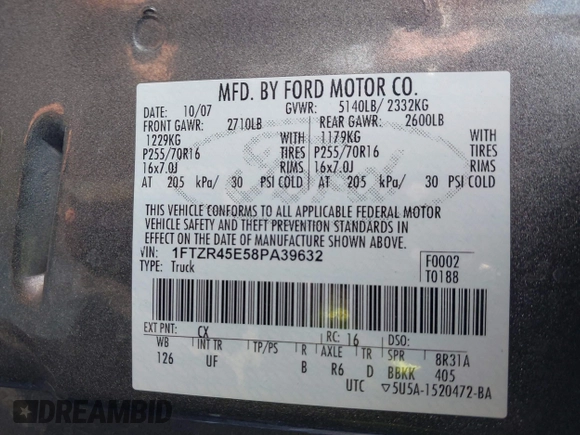 MFD. BY FORD MOTOR CO.
DATE: 10/07 GVWR: 5140LB/ 2332KG
FRONT GAWR: 2710LB REAR GAWR: 2600LB
1229KG WITH 1179KG WITH
P255/70R16 TIRES P255/70R16 TIRES
16x7.0J RIMS 16x7.0J RIMS
AT 205 kPa/ 30 PSI COLD AT 205 kPa/ 30 PSI COLD
THIS VEHICLE CONFORMS TO ALL APPLICABLE FEDERAL MOTOR
VEHICLE SAFETY AND THEFT PREVENTION STANDARDS IN
EFFECT ON THE DATE OF MANUFACTURE SHOWN ABOVE.
VIN: 1FTZR45E58PA39632 F0002
TYPE: Truck T0188
EXT PNT: CX RC: 16 DSO:
WB INT TR TP/PS R AXLE TR SPR 8R31A
126 UF B R6 D BBKK 405
UTC ▽5U5A-1520472-BA
Ford
DREAMBID